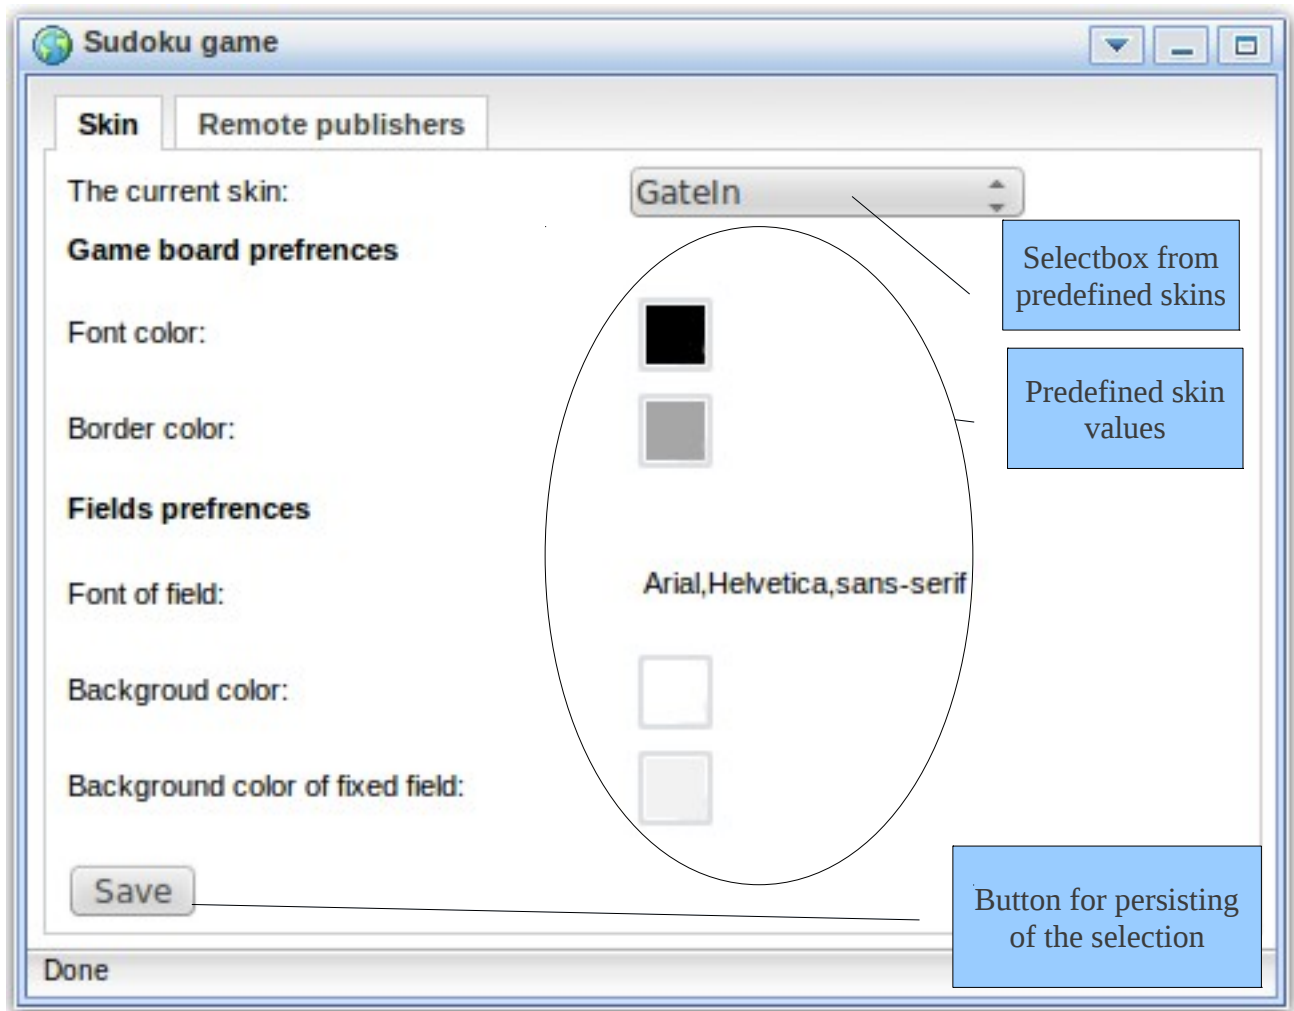 Sudoku game
Skin
Remote publishers
The current skin:
GateIn
Selectbox from
predefined skins
Game board prefrences
Font color:
Predefined skin
values
Border color:
Fields prefrences
Font of field:
Arial,Helvetica,sans-serif
Backgroud color:
Background color of fixed field:
Save
Button for persisting
of the selection
Done